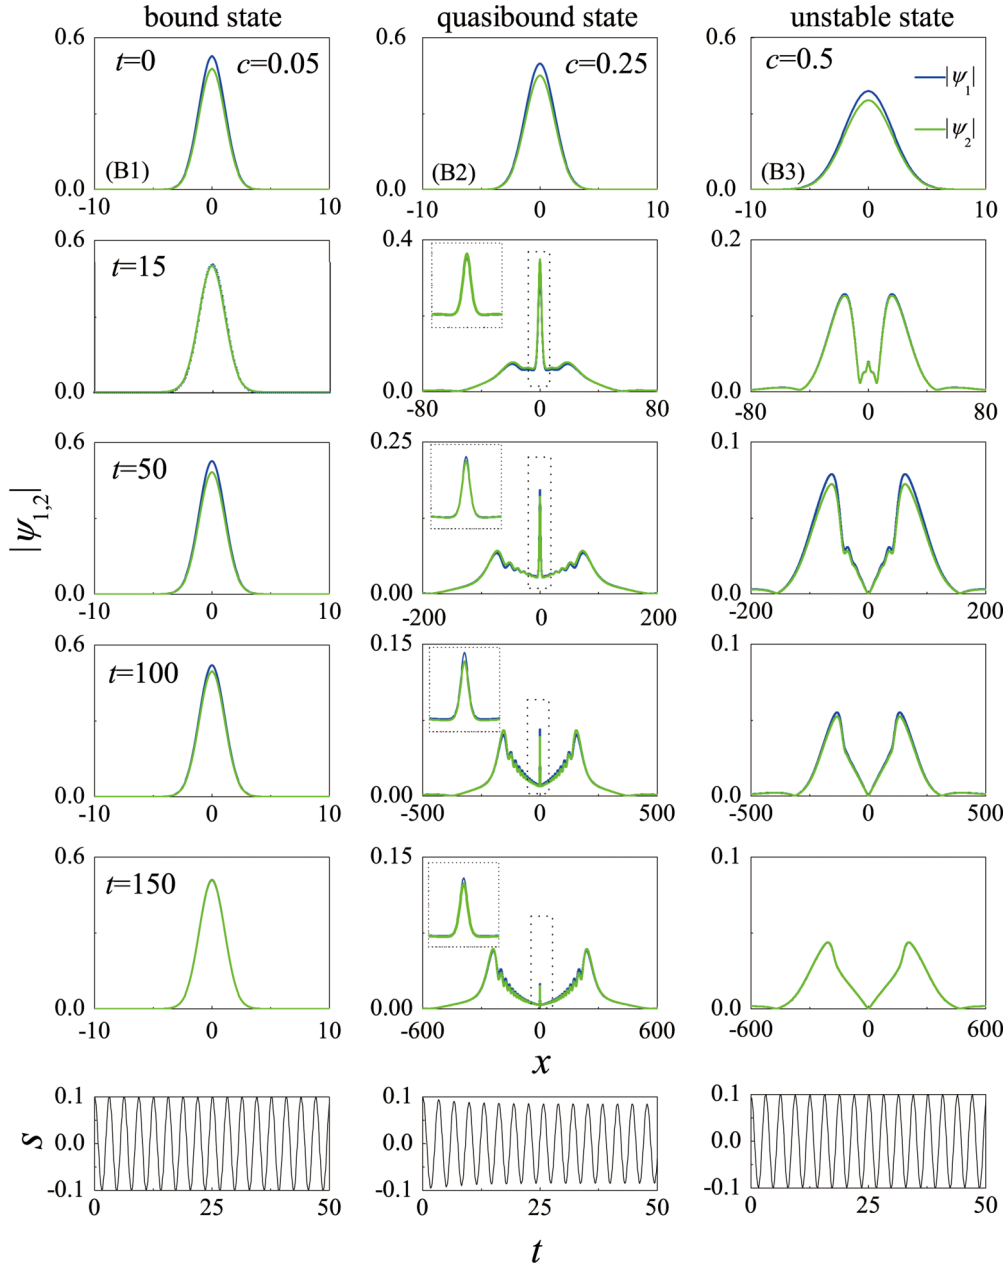 bound state quasibound state unstable state
0.6 0.6 0.6
t=0 c=0.05 c=0.25 c=0.5 |ψ1|
|ψ2|
(B1) (B2) (B3)
0.0 0.0 0.0
-10 0 10 -10 0 10 -10 0 10
0.6 0.4 0.2
t=15
0.0 0.0 0.0
-80 0 80 -80 0 80
0.6 0.25 0.1
t=50
|ψ1,2|
0.0 0.00 0.0
-10 0 10 -200 0 200 -200 0 200
0.15 0.1
t=100
0.0 0.00 0.0
-10 0 10 -500 0 500 -500 0 500
0.6 0.15 0.1
t=150
0.0 0.00 0.0
-10 0 10 -600 0 600 -600 0 600
x
0.1 0.1 0.1
s 0.0 0.0 0.0
-0.1 -0.1 -0.1
0 25 50 0 25 50 0 25 50
t